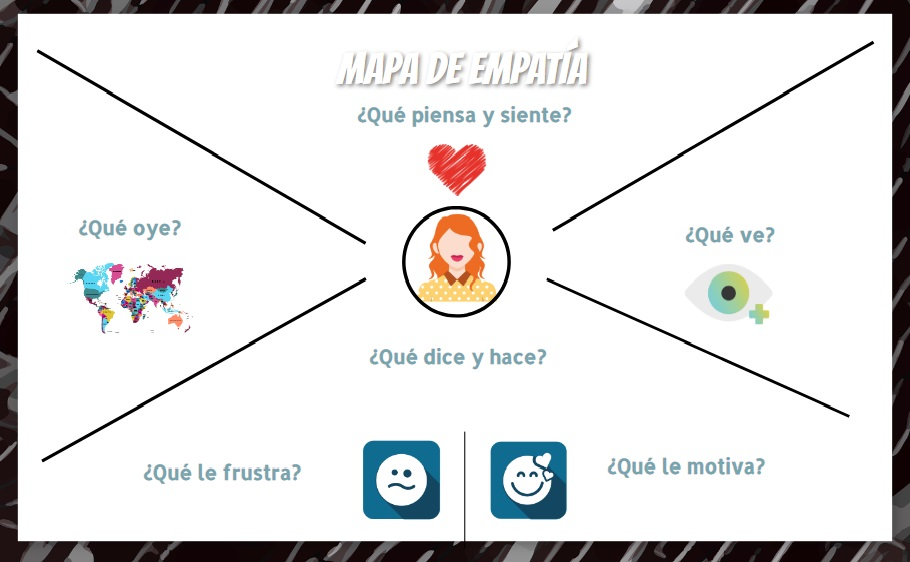 MAPA DE EMPATÍA
¿Qué piensa y siente?
¿Qué oye?
¿Qué ve?
¿Qué dice y hace?
¿Qué le frustra?
¿Qué le motiva?